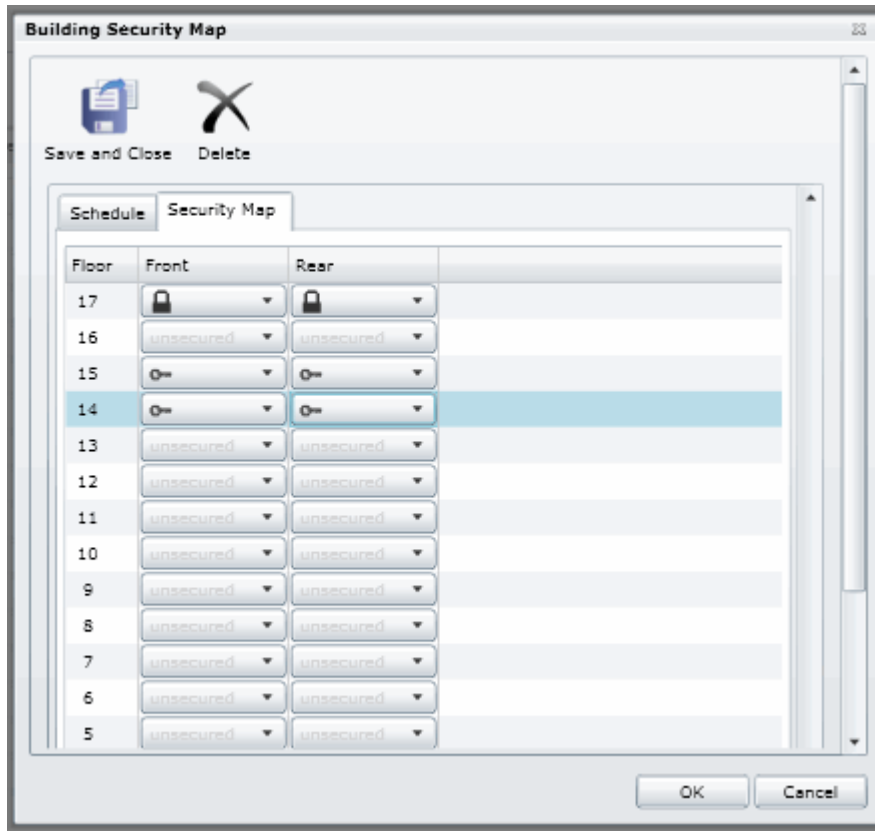 Building Security Map
Save and Close Delete
Schedule Security Map
Floor Front Rear
17
16 unsecured unsecured
15
14
13 unsecured unsecured
12 unsecured unsecured
11 unsecured unsecured
10 unsecured unsecured
9 unsecured unsecured
8 unsecured unsecured
7 unsecured unsecured
6 unsecured unsecured
5 unsecured unsecured
OK Cancel